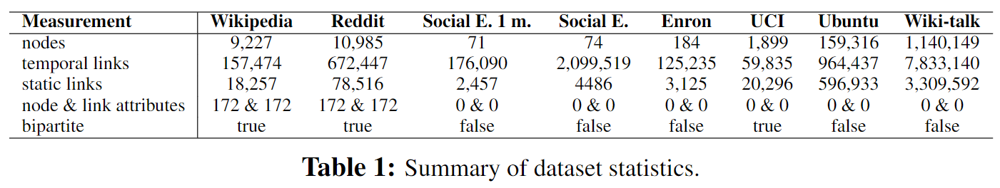 Measurement Wikipedia Reddit Social E. 1 m. Social E. Enron UCI Ubuntu Wiki-talk
nodes 9,227 10,985 71 74 184 1,899 159,316 1,140,149
temporal links 157,474 672,447 176,090 2,099,519 125,235 59,835 964,437 7,833,140
static links 18,257 78,516 2,457 4486 3,125 20,296 596,933 3,309,592
node & link attributes 172 & 172 172 & 172 0 & 0 0 & 0 0 & 0 0 & 0 0 & 0 0 & 0
bipartite true true false false false true false false
Table 1: Summary of dataset statistics.